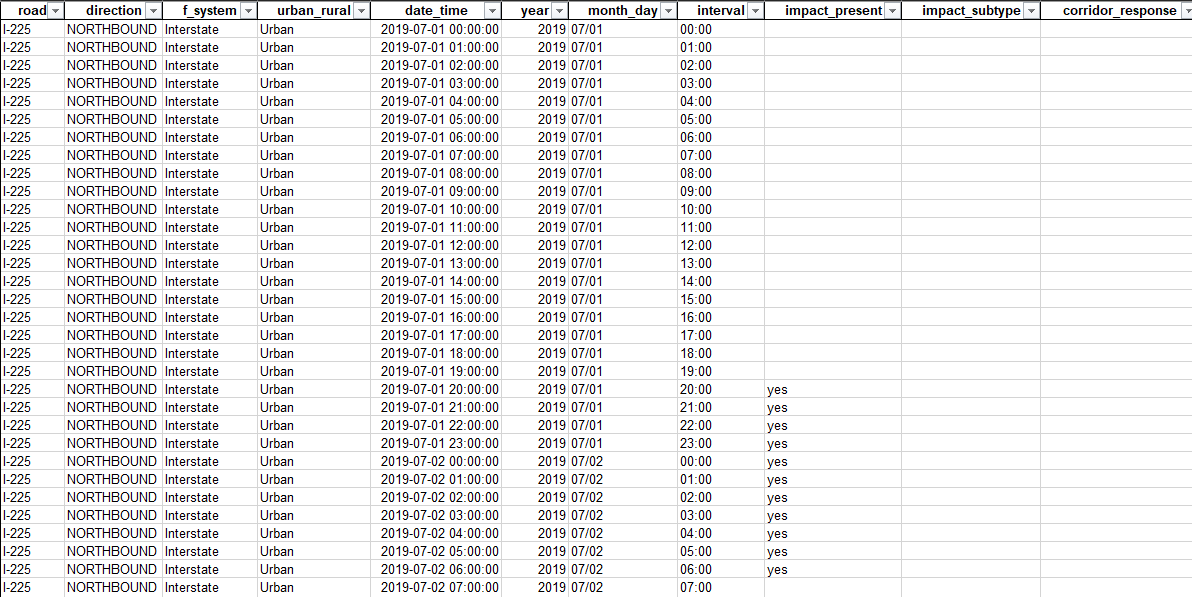 road direction f_system urban_rural date_time year month_day interval impact_present impact_subtype corridor_response
I-225 NORTHBOUND Interstate Urban 2019-07-01 00:00:00 2019 07/01 00:00
I-225 NORTHBOUND Interstate Urban 2019-07-01 01:00:00 2019 07/01 01:00
I-225 NORTHBOUND Interstate Urban 2019-07-01 02:00:00 2019 07/01 02:00
I-225 NORTHBOUND Interstate Urban 2019-07-01 03:00:00 2019 07/01 03:00
I-225 NORTHBOUND Interstate Urban 2019-07-01 04:00:00 2019 07/01 04:00
I-225 NORTHBOUND Interstate Urban 2019-07-01 05:00:00 2019 07/01 05:00
I-225 NORTHBOUND Interstate Urban 2019-07-01 06:00:00 2019 07/01 06:00
I-225 NORTHBOUND Interstate Urban 2019-07-01 07:00:00 2019 07/01 07:00
I-225 NORTHBOUND Interstate Urban 2019-07-01 08:00:00 2019 07/01 08:00
I-225 NORTHBOUND Interstate Urban 2019-07-01 09:00:00 2019 07/01 09:00
I-225 NORTHBOUND Interstate Urban 2019-07-01 10:00:00 2019 07/01 10:00
I-225 NORTHBOUND Interstate Urban 2019-07-01 11:00:00 2019 07/01 11:00
I-225 NORTHBOUND Interstate Urban 2019-07-01 12:00:00 2019 07/01 12:00
I-225 NORTHBOUND Interstate Urban 2019-07-01 13:00:00 2019 07/01 13:00
I-225 NORTHBOUND Interstate Urban 2019-07-01 14:00:00 2019 07/01 14:00
I-225 NORTHBOUND Interstate Urban 2019-07-01 15:00:00 2019 07/01 15:00
I-225 NORTHBOUND Interstate Urban 2019-07-01 16:00:00 2019 07/01 16:00
I-225 NORTHBOUND Interstate Urban 2019-07-01 17:00:00 2019 07/01 17:00
I-225 NORTHBOUND Interstate Urban 2019-07-01 18:00:00 2019 07/01 18:00
I-225 NORTHBOUND Interstate Urban 2019-07-01 19:00:00 2019 07/01 19:00
I-225 NORTHBOUND Interstate Urban 2019-07-01 20:00:00 2019 07/01 20:00 yes
I-225 NORTHBOUND Interstate Urban 2019-07-01 21:00:00 2019 07/01 21:00 yes
I-225 NORTHBOUND Interstate Urban 2019-07-01 22:00:00 2019 07/01 22:00 yes
I-225 NORTHBOUND Interstate Urban 2019-07-01 23:00:00 2019 07/01 23:00 yes
I-225 NORTHBOUND Interstate Urban 2019-07-02 00:00:00 2019 07/02 00:00 yes
I-225 NORTHBOUND Interstate Urban 2019-07-02 01:00:00 2019 07/02 01:00 yes
I-225 NORTHBOUND Interstate Urban 2019-07-02 02:00:00 2019 07/02 02:00 yes
I-225 NORTHBOUND Interstate Urban 2019-07-02 03:00:00 2019 07/02 03:00 yes
I-225 NORTHBOUND Interstate Urban 2019-07-02 04:00:00 2019 07/02 04:00 yes
I-225 NORTHBOUND Interstate Urban 2019-07-02 05:00:00 2019 07/02 05:00 yes
I-225 NORTHBOUND Interstate Urban 2019-07-02 06:00:00 2019 07/02 06:00 yes
I-225 NORTHBOUND Interstate Urban 2019-07-02 07:00:00 2019 07/02 07:00